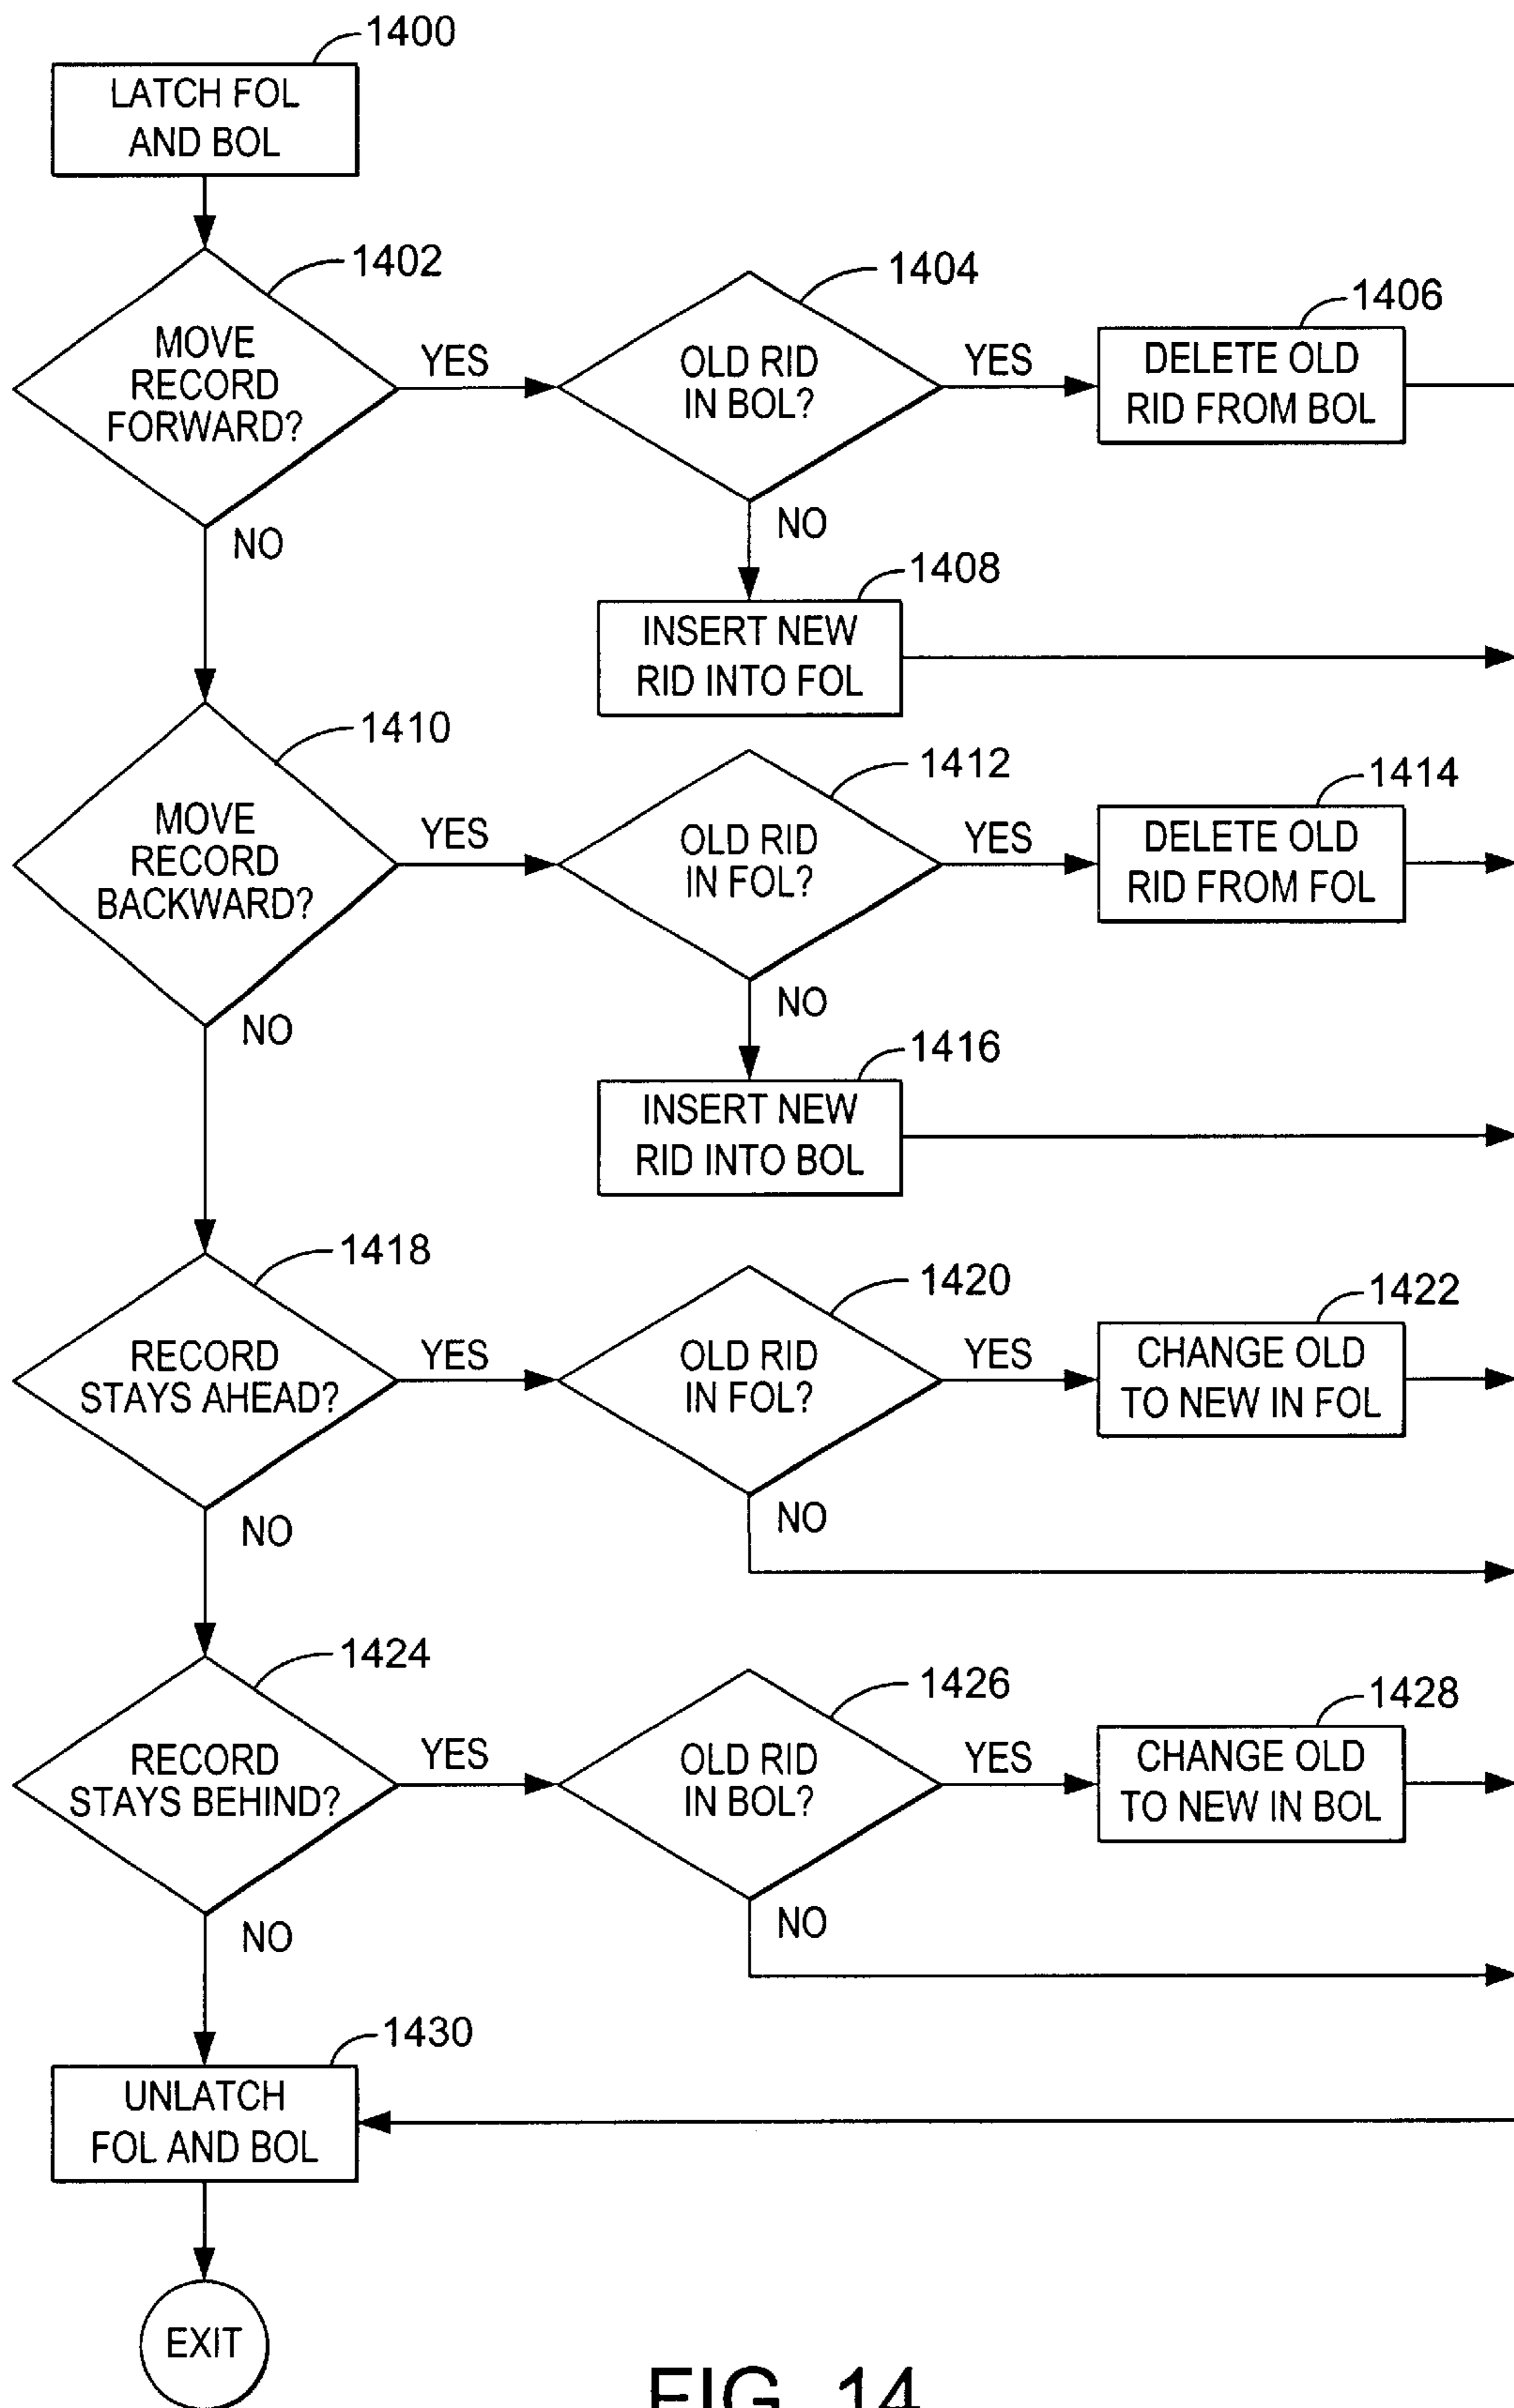 1400
LATCH FOL
AND BOL
1402
MOVE
RECORD
FORWARD?
YES
NO
1404
OLD RID
IN BOL?
YES
NO
1406
DELETE OLD
RID FROM BOL
1408
INSERT NEW
RID INTO FOL
1410
MOVE
RECORD
BACKWARD?
YES
NO
1412
OLD RID
IN FOL?
YES
NO
1414
DELETE OLD
RID FROM FOL
1416
INSERT NEW
RID INTO BOL
1418
RECORD
STAYS AHEAD?
YES
NO
1420
OLD RID
IN FOL?
YES
NO
1422
CHANGE OLD
TO NEW IN FOL
1424
RECORD
STAYS BEHIND?
YES
NO
1426
OLD RID
IN BOL?
YES
NO
1428
CHANGE OLD
TO NEW IN BOL
1430
UNLATCH
FOL AND BOL
EXIT
FIG. 14